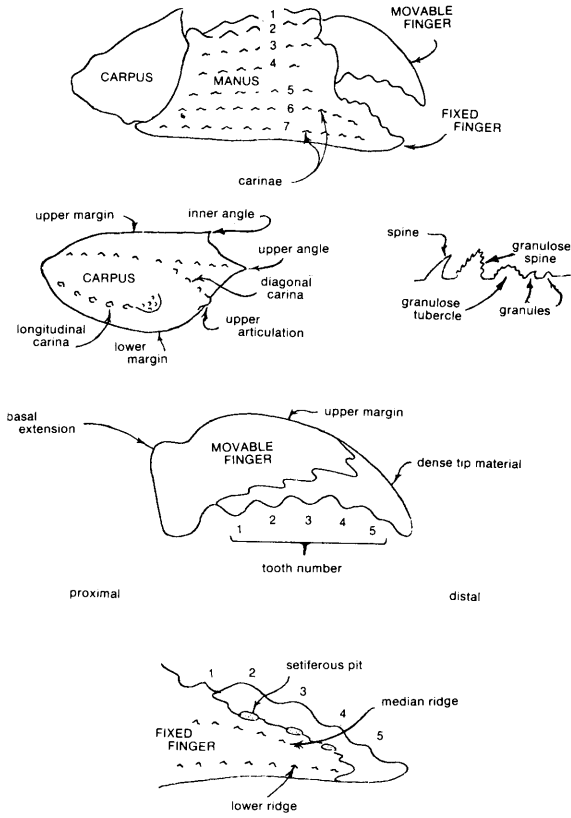 1
2
3
4
5
6
7
CARPUS
MANUS
MOVABLE
FINGER
FIXED
FINGER
carinae
upper margin
inner angle
upper angle
CARPUS
diagonal
carina
longitudinal
carina
lower
margin
upper
articulation
spine
granulose
spine
granulose
tubercle
granules
basal
extension
upper margin
MOVABLE
FINGER
dense tip material
1 2 3 4 5
tooth number
proximal
distal
setiferous pit
1 2 3 4 5
median ridge
FIXED
FINGER
lower ridge